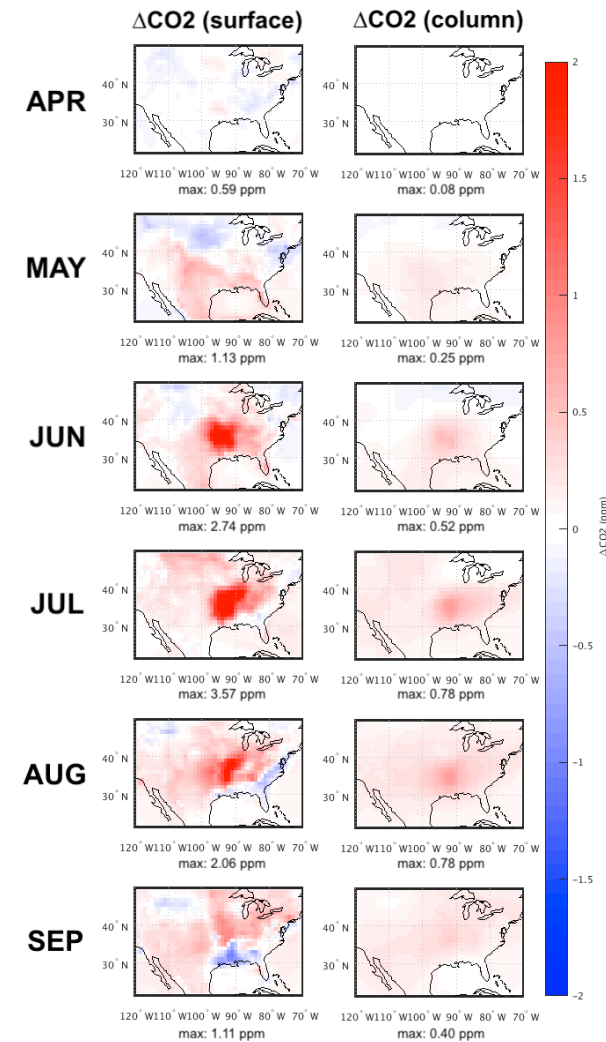 ∆CO2 (surface) ∆CO2 (column)
APR
40° N 40° N
30° N 30° N
120° W110° W100° W 90° W 80° W 70° W 120° W110° W100° W 90° W 80° W 70° W
max: 0.59 ppm max: 0.08 ppm
MAY
40° N 40° N
30° N 30° N
120° W110° W100° W 90° W 80° W 70° W 120° W110° W100° W 90° W 80° W 70° W
max: 1.13 ppm max: 0.25 ppm
JUN
40° N 40° N
30° N 30° N
120° W110° W100° W 90° W 80° W 70° W 120° W110° W100° W 90° W 80° W 70° W
max: 2.74 ppm max: 0.52 ppm
JUL
40° N 40° N
30° N 30° N
120° W110° W100° W 90° W 80° W 70° W 120° W110° W100° W 90° W 80° W 70° W
max: 3.57 ppm max: 0.78 ppm
AUG
40° N 40° N
30° N 30° N
120° W110° W100° W 90° W 80° W 70° W 120° W110° W100° W 90° W 80° W 70° W
max: 2.06 ppm max: 0.78 ppm
SEP
40° N 40° N
30° N 30° N
120° W110° W100° W 90° W 80° W 70° W 120° W110° W100° W 90° W 80° W 70° W
max: 1.11 ppm max: 0.40 ppm
2
1.5
1
0.5
0
-0.5
-1
-1.5
-2
∆CO2 (ppm)